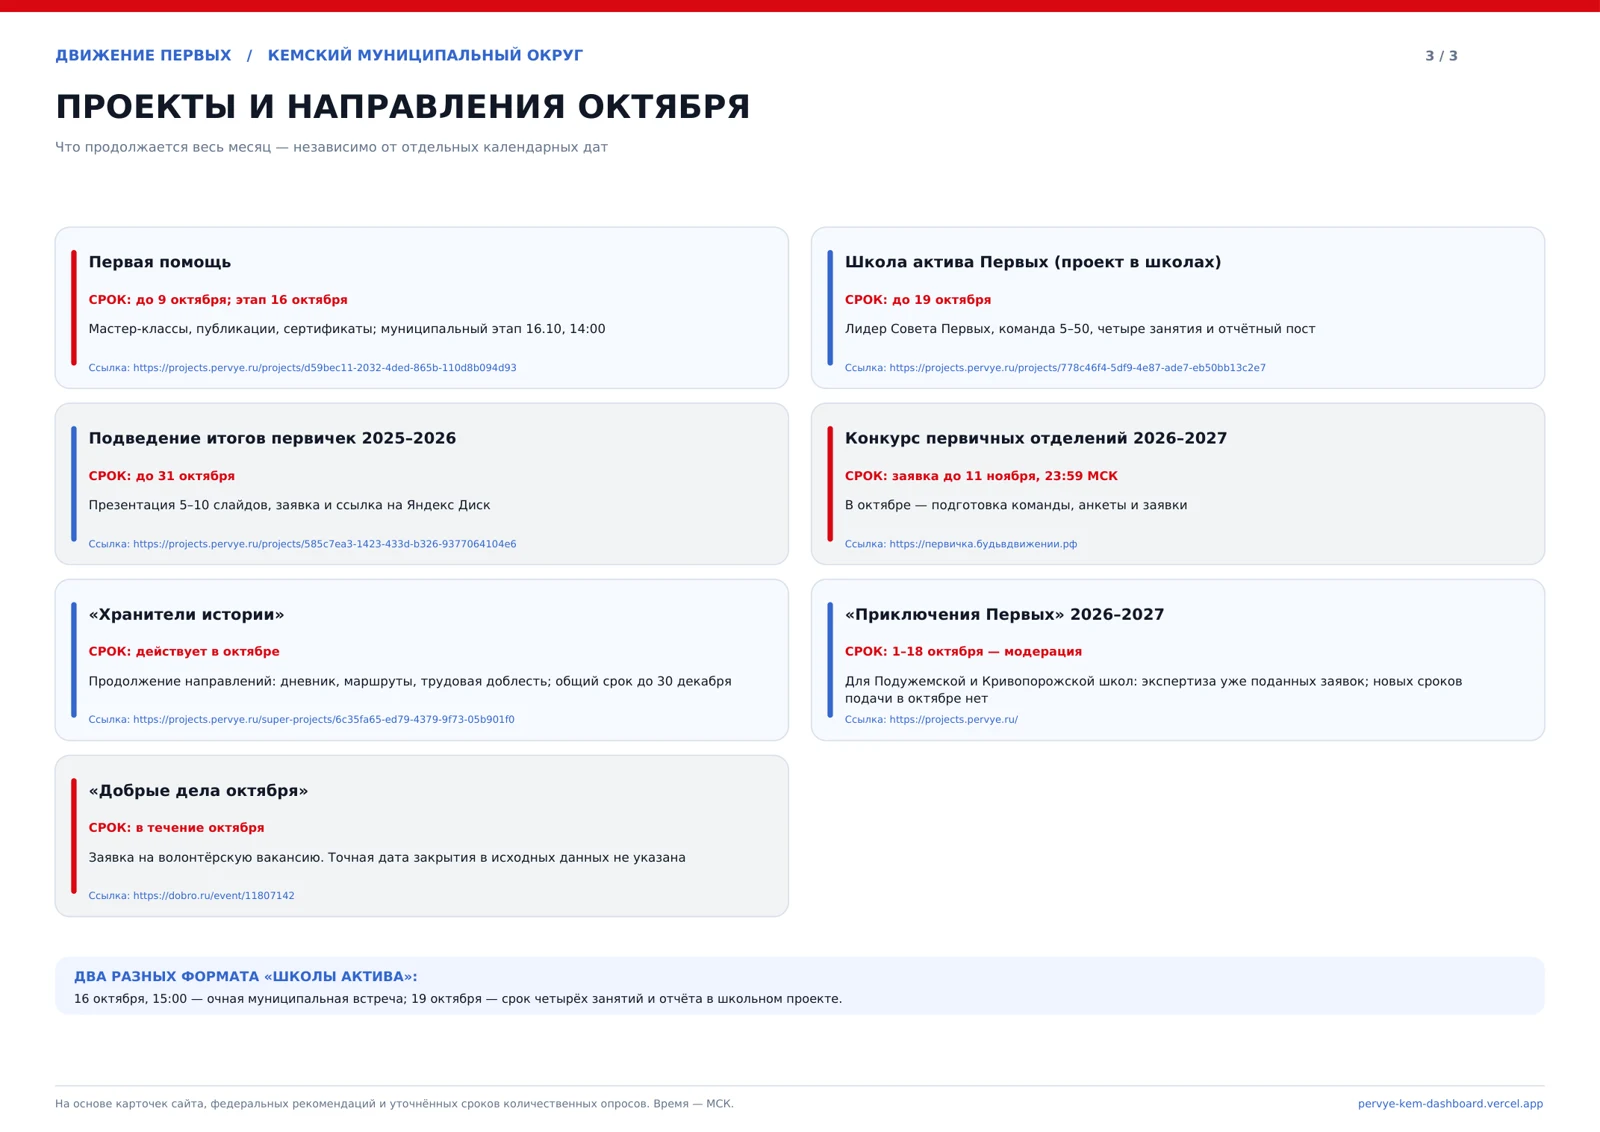 ДВИЖЕНИЕ ПЕРВЫХ / КЕМСКИЙ МУНИЦИПАЛЬНЫЙ ОКРУГ
3 / 3
ПРОЕКТЫ И НАПРАВЛЕНИЯ ОКТЯБРЯ
Что продолжается весь месяц — независимо от отдельных календарных дат
Первая помощь
СРОК: до 9 октября; этап 16 октября
Мастер-классы, публикации, сертификаты; муниципальный этап 16.10, 14:00
Ссылка: https://projects.pervye.ru/projects/d59bec11-2032-4ded-865b-110d8b094d93
Школа актива Первых (проект в школах)
СРОК: до 19 октября
Лидер Совета Первых, команда 5–50, четыре занятия и отчётный пост
Ссылка: https://projects.pervye.ru/projects/778c46f4-5df9-4e87-ade7-eb50bb13c2e7
Подведение итогов первичек 2025–2026
СРОК: до 31 октября
Презентация 5–10 слайдов, заявка и ссылка на Яндекс Диск
Ссылка: https://projects.pervye.ru/projects/585c7ea3-1423-433d-b326-9377064104e6
Конкурс первичных отделений 2026–2027
СРОК: заявка до 11 ноября, 23:59 МСК
В октябре — подготовка команды, анкеты и заявки
Ссылка: https://первичка.будьвдвижении.рф
«Хранители истории»
СРОК: действует в октябре
Продолжение направлений: дневник, маршруты, трудовая доблесть; общий срок до 30 декабря
Ссылка: https://projects.pervye.ru/super-projects/6c35fa65-ed79-4379-9f73-05b901f0
«Приключения Первых» 2026–2027
СРОК: 1–18 октября — модерация
Для Подужемской и Кривопорожской школ: экспертиза уже поданных заявок; новых сроков
подачи в октябре нет
Ссылка: https://projects.pervye.ru/
«Добрые дела октября»
СРОК: в течение октября
Заявка на волонтёрскую вакансию. Точная дата закрытия в исходных данных не указана
Ссылка: https://dobro.ru/event/11807142
ДВА РАЗНЫХ ФОРМАТА «ШКОЛЫ АКТИВА»:
16 октября, 15:00 — очная муниципальная встреча; 19 октября — срок четырёх занятий и отчёта в школьном проекте.
На основе карточек сайта, федеральных рекомендаций и уточнённых сроков количественных опросов. Время — МСК.
pervye-kem-dashboard.vercel.app